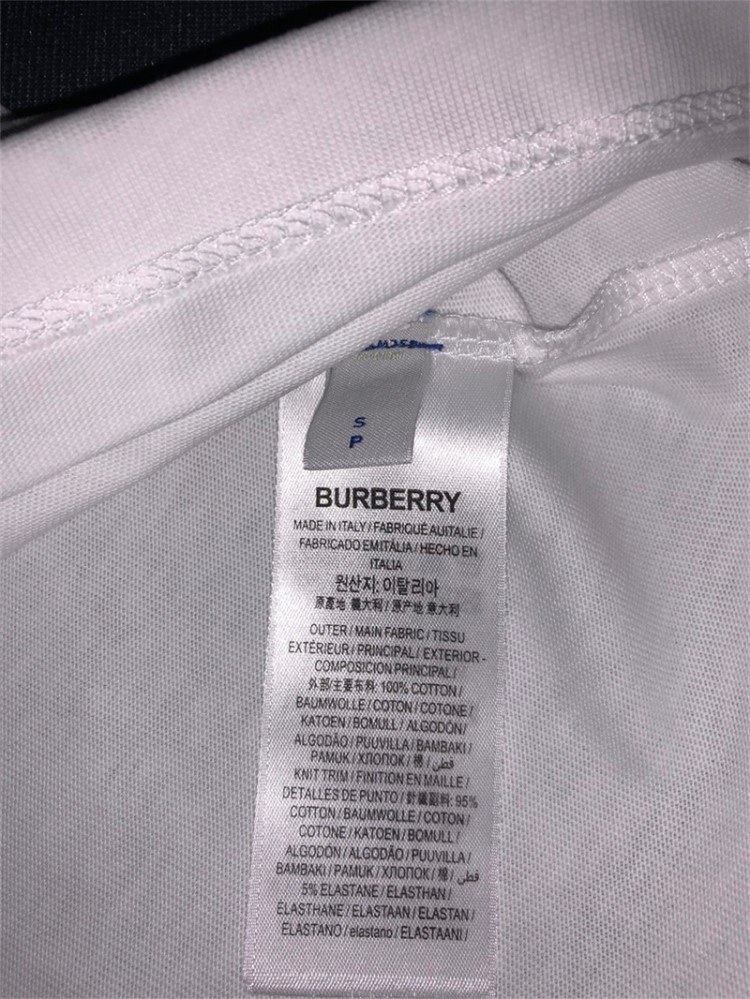 S
P
BURBERRY
MADE IN ITALY / FABRIQUÉ AU ITALIE /
FABRICADO EM ITÁLIA / HECHO EN
ITALIA
원산지: 이탈리아
原產地 義大利 / 原产地 意大利
OUTER / MAIN FABRIC / TISSU
EXTÉRIEUR / PRINCIPAL / EXTERIOR -
COMPOSICION PRINCIPAL /
外部/主要布料: 100% COTTON /
BAUMWOLLE / COTON / COTONE /
KATOEN / BOMULL / ALGODÓN /
ALGODÃO / PUUVILLA / BAMBAKI /
PAMUK / ХЛОПОК / 棉 / قطن /
KNIT TRIM / FINITION EN MAILLE /
DETALLES DE PUNTO / 針織副料: 95%
COTTON / BAUMWOLLE / COTON /
COTONE / KATOEN / BOMULL /
ALGODÓN / ALGODÃO / PUUVILLA /
BAMBAKI / PAMUK / ХЛОПОК / 棉 / قطن /
5% ELASTANE / ELASTHAN /
ELASTHANE / ELASTAAN / ELASTAN /
ELASTANO / elastano / ELASTAANI /